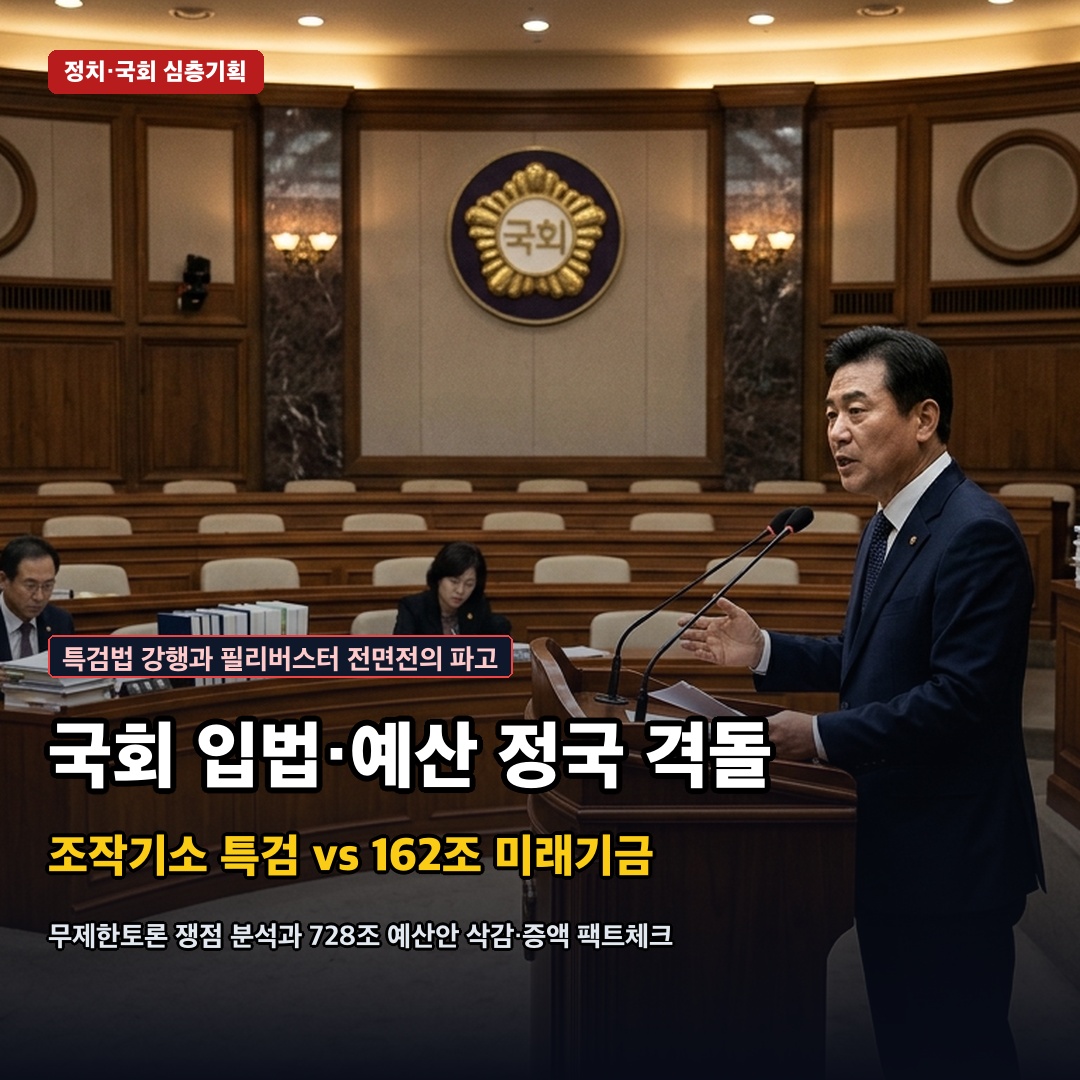 정치·국회 심층기획
국회
특검법 강행과 필리버스터 전면전의 파고
국회 입법·예산 정국 격돌
조작기소 특검 vs 162조 미래기금
무제한토론 쟁점 분석과 728조 예산안 삭감·증액 팩트체크